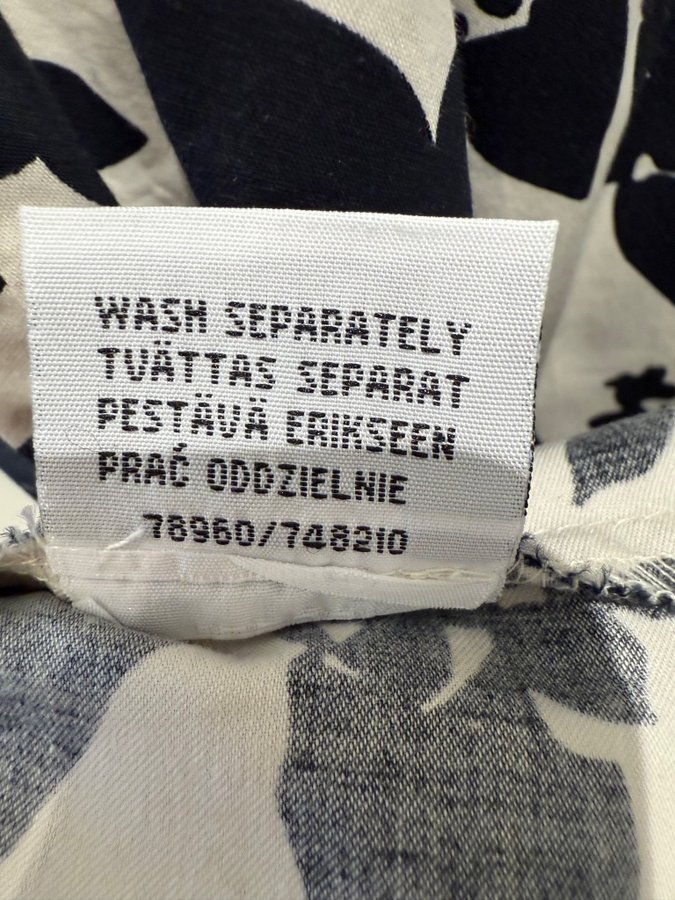 WASH SEPARATELY
TVÄTTAS SEPARAT
PESTÄVÄ ERIKSEEN
PRAĆ ODDZIELNIE
78960/748210